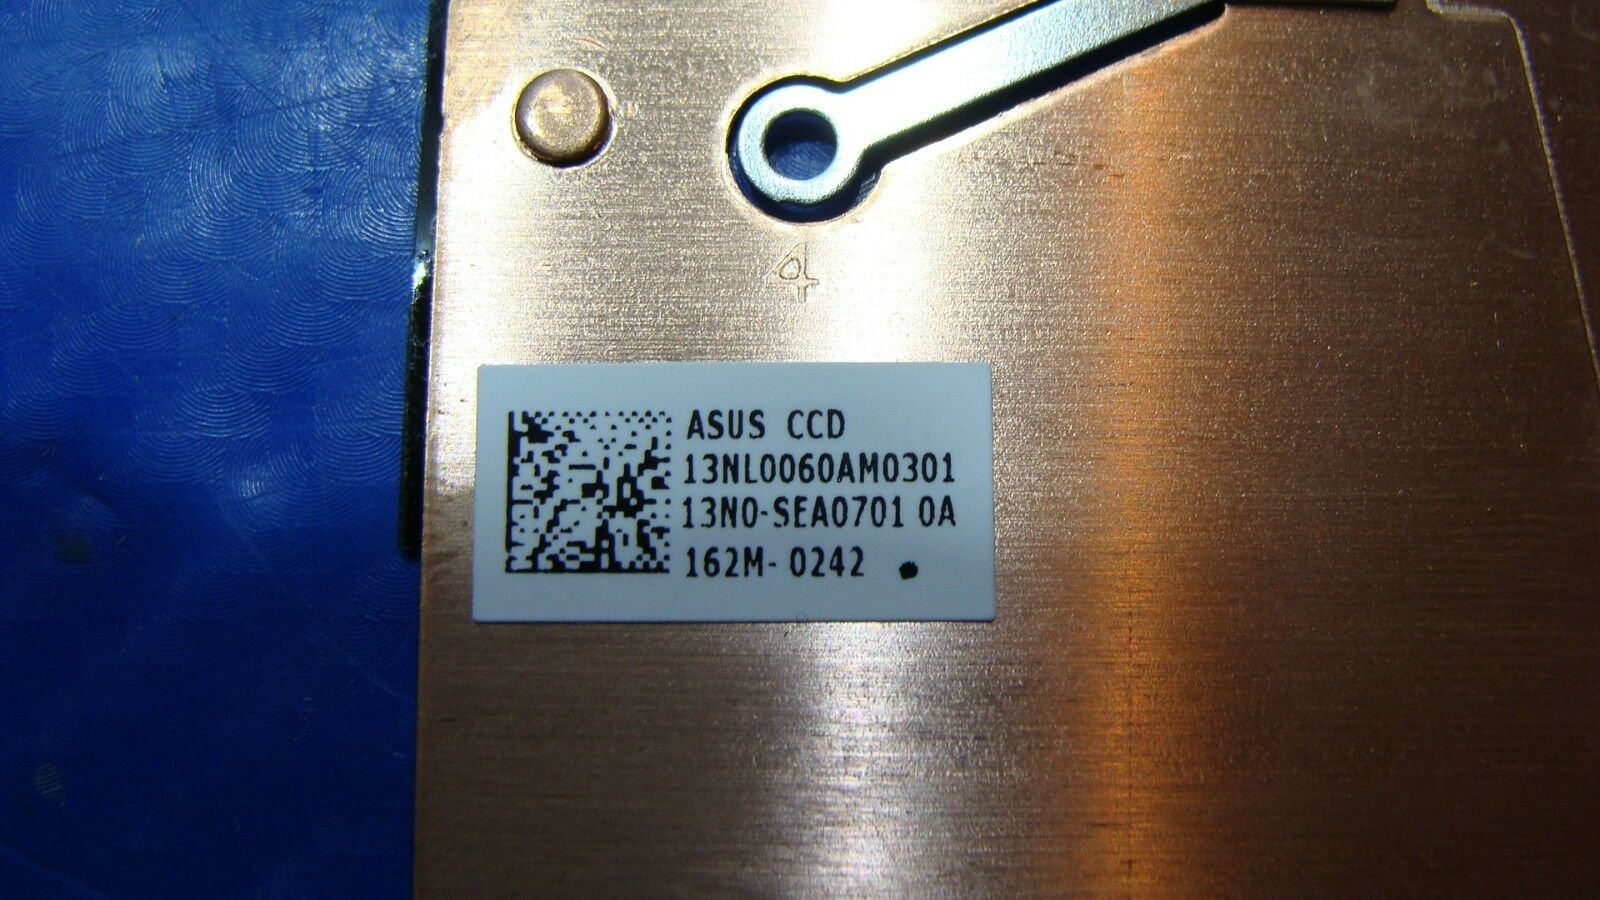 4
ASUS CCD
13NL0060AM0301
13N0-SEA0701 0A
162M- 0242